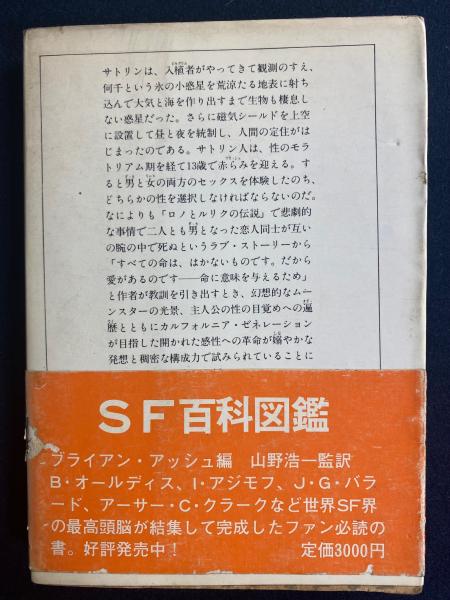 サトリンは、入植者がやってきて観測のすえ、
何千という氷の小惑星を荒涼たる地表に射ち
込んで大気と海を作り出すまで生物も棲息し
ない惑星だった。さらに磁気シールドを上空
に設置して昼と夜を統制し、人間の定住がは
じまったのである。サトリン人は、性のモラ
トリアム期を経て13歳で赤らみを迎える。す
ると男と女の両方のセックスを体験したのち、
どちらかの性を選択しなければならないのだ。
なによりも「ロノとルリクの伝説」で悲劇的
な事情で二人とも男となった恋人同士が互い
の腕の中で死ぬというラブ・ストーリーから
「すべての命は、はかないものです。だから
愛があるのです──命に意味を与えるため」
と作者が教訓を引き出すとき、幻想的なムー
ンスターの光景、主人公の性の目覚めへの遍
歴とともにカルフォルニア・ゼネレーション
が目指した開かれた感性への革命が嫋やかな
発想と稠密な構成力で試みられていることに
SF百科図鑑
ブライアン・アッシュ編 山野浩一監訳
B・オールディス、I・アジモフ、J・G・バラ
ード、アーサー・C・クラークなど世界SF界
の最高頭脳が結集して完成したファン必読の
書。好評発売中! 定価3000円